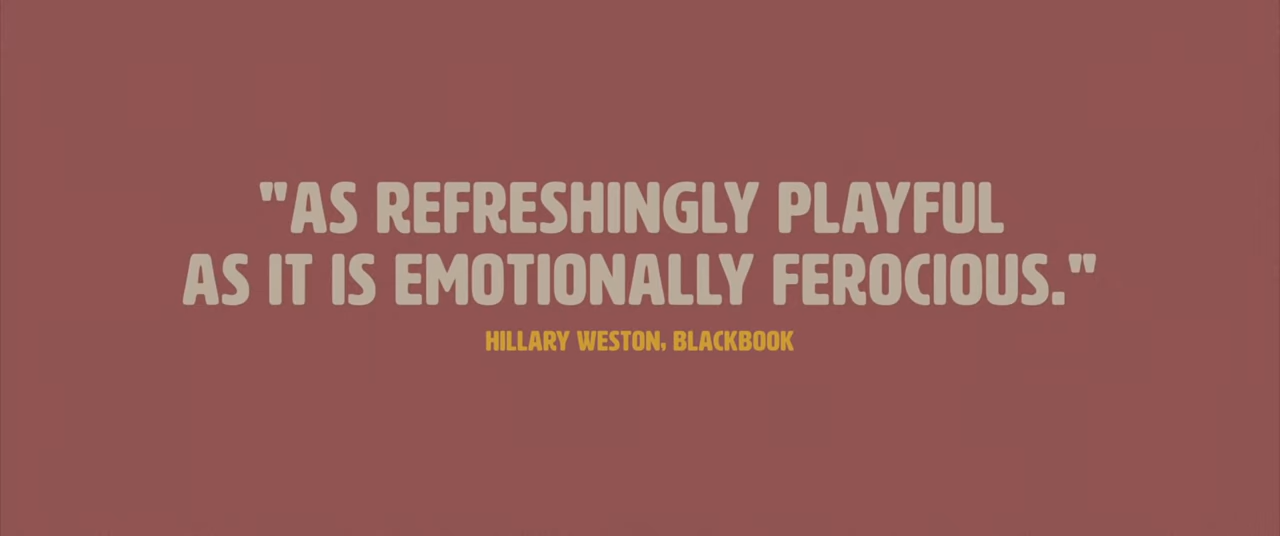 "AS REFRESHINGLY PLAYFUL
AS IT IS EMOTIONALLY FEROCIOUS."
HILLARY WESTON, BLACKBOOK